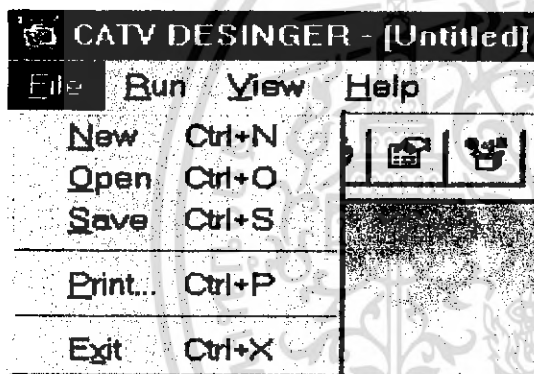 CATV DESINGER - [Untitled]
File Run View Help
New Ctrl+N
Open Ctrl+O
Save Ctrl+S
Print... Ctrl+P
Exit Ctrl+X